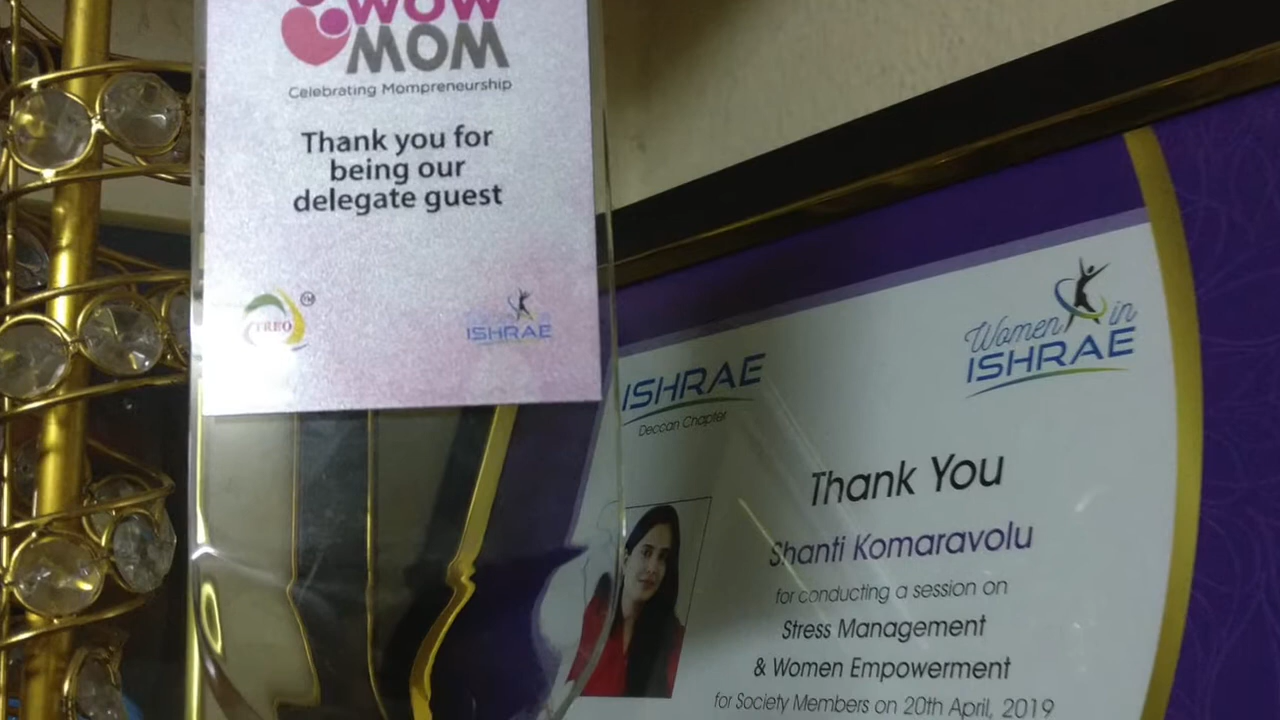 WOW
MOM
Celebrating Mompreneurship
Thank you for
being our
delegate guest
TREO
TM
ISHRAE
ISHRAE
Deccan Chapter
Women in
ISHRAE
Thank You
Shanti Komaravolu
for conducting a session on
Stress Management
& Women Empowerment
for Society Members on 20th April, 2019